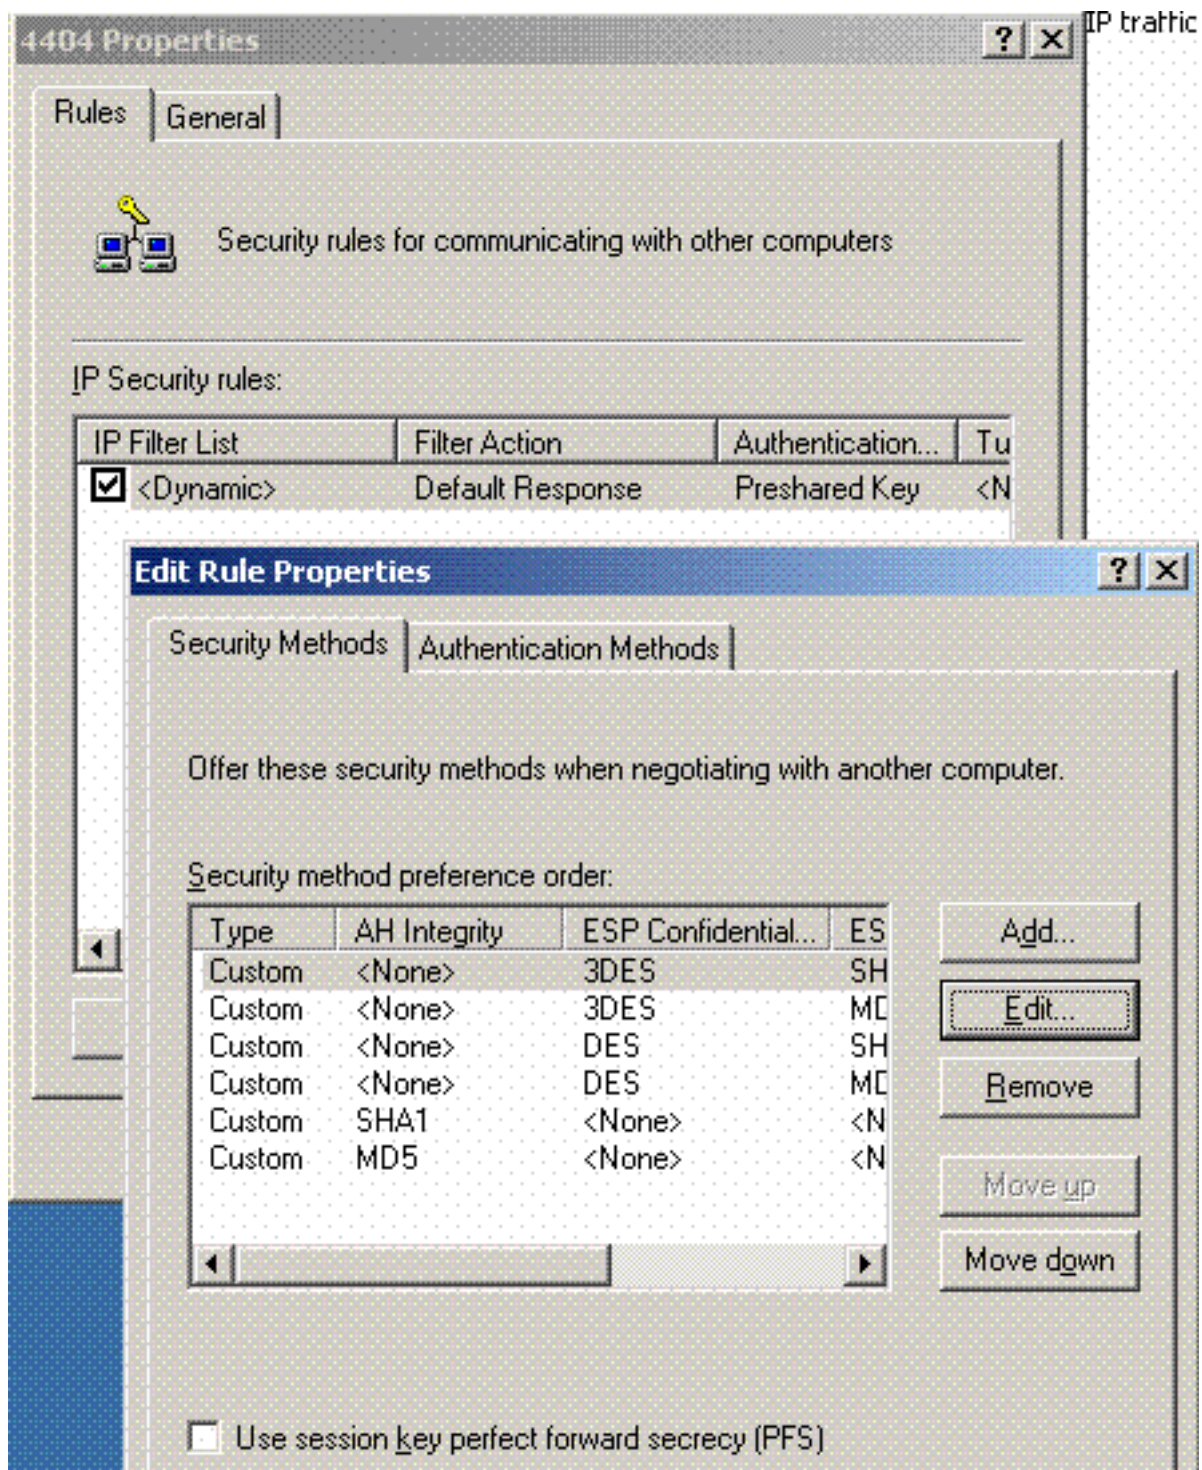 4404 Properties
IP traffic
Rules
General
Security rules for communicating with other computers
IP Security rules:
IP Filter List Filter Action Authentication... Tu
<Dynamic> Default Response Preshared Key <N
Edit Rule Properties
Security Methods
Authentication Methods
Offer these security methods when negotiating with another computer.
Security method preference order:
Type AH Integrity ESP Confidential... ES
Custom <None> 3DES SH
Custom <None> 3DES MD
Custom <None> DES SH
Custom <None> DES MD
Custom SHA1 <None> <N
Custom MD5 <None> <N
Add...
Edit...
Remove
Move up
Move down
Use session key perfect forward secrecy (PFS)